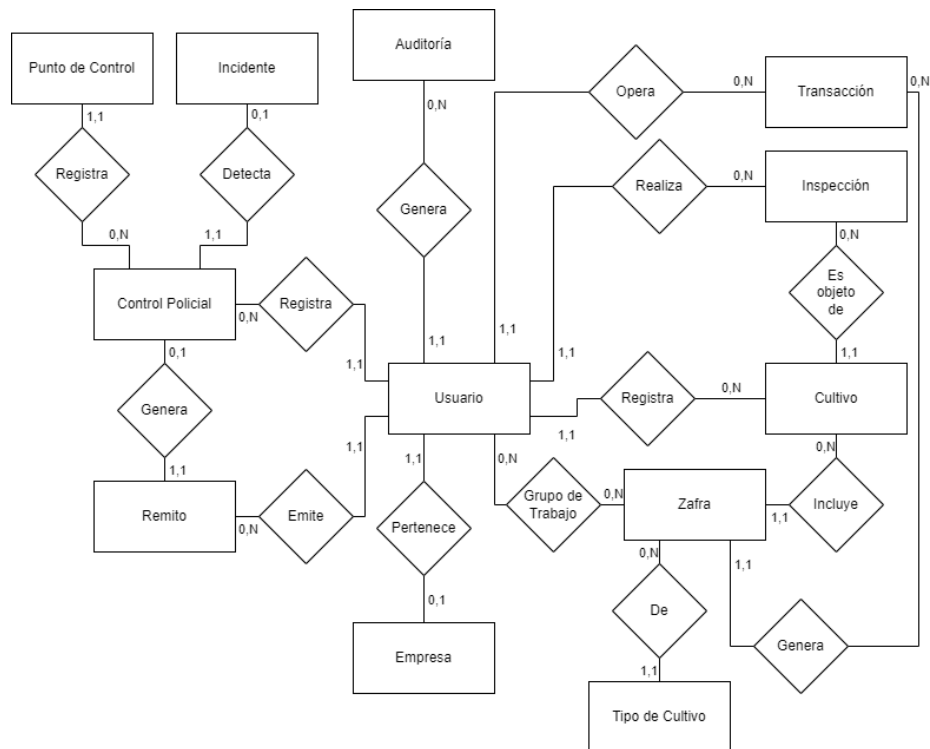 Auditoría
Punto de Control
Incidente
Transacción
0,N
0,N
Opera
0,N
1,1
0,1
0,N
Registra
Detecta
Realiza
0,N
Inspección
Genera
0,N
0,N
1,1
Es
objeto
de
Control Policial
0,N
Registra
1,1
1,1
1,1
1,1
0,1
1,1
Usuario
Registra
0,N
Cultivo
Genera
1,1
1,1
1,1
0,N
0,N
1,1
Grupo de
Trabajo
0,N
Zafra
1,1
Incluye
Remito
0,N
Emite
Pertenece
0,N
1,1
0,1
De
Genera
Empresa
1,1
Tipo de Cultivo